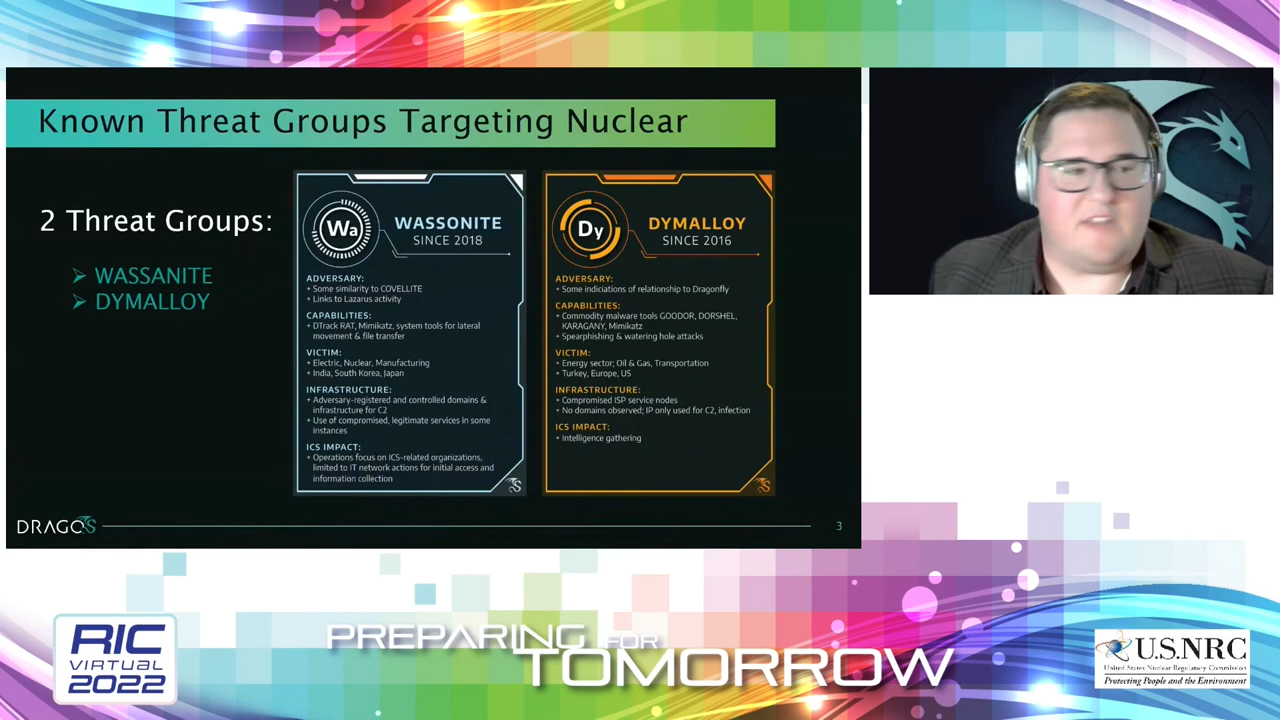 Known Threat Groups Targeting Nuclear
2 Threat Groups:
➢ WASSANITE
➢ DYMALLOY
Wa
WASSONITE
SINCE 2018
ADVERSARY:
+ Some similarity to COVELLITE
+ Links to Lazarus activity
CAPABILITIES:
+ DTrack RAT, Mimikatz, system tools for lateral
movement & file transfer
VICTIM:
+ Electric, Nuclear, Manufacturing
+ India, South Korea, Japan
INFRASTRUCTURE:
+ Adversary-registered and controlled domains &
infrastructure for C2
+ Use of compromised, legitimate services in some
instances
ICS IMPACT:
+ Operations focus on ICS-related organizations,
limited to IT network actions for initial access and
information collection
Dy
DYMALLOY
SINCE 2016
ADVERSARY:
+ Some indiciations of relationship to Dragonfly
CAPABILITIES:
+ Commodity malware tools GOODOR, DORSHEL,
KARAGANY, Mimikatz
+ Spearphishing & watering hole attacks
VICTIM:
+ Energy sector; Oil & Gas, Transportation
+ Turkey, Europe, US
INFRASTRUCTURE:
+ Compromised ISP service nodes
+ No domains observed; IP only used for C2, infection
ICS IMPACT:
+ Intelligence gathering
DRAGOS
3
RIC
VIRTUAL
2022
PREPARING FOR
TOMORROW
U.S.NRC
United States Nuclear Regulatory Commission
Protecting People and the Environment